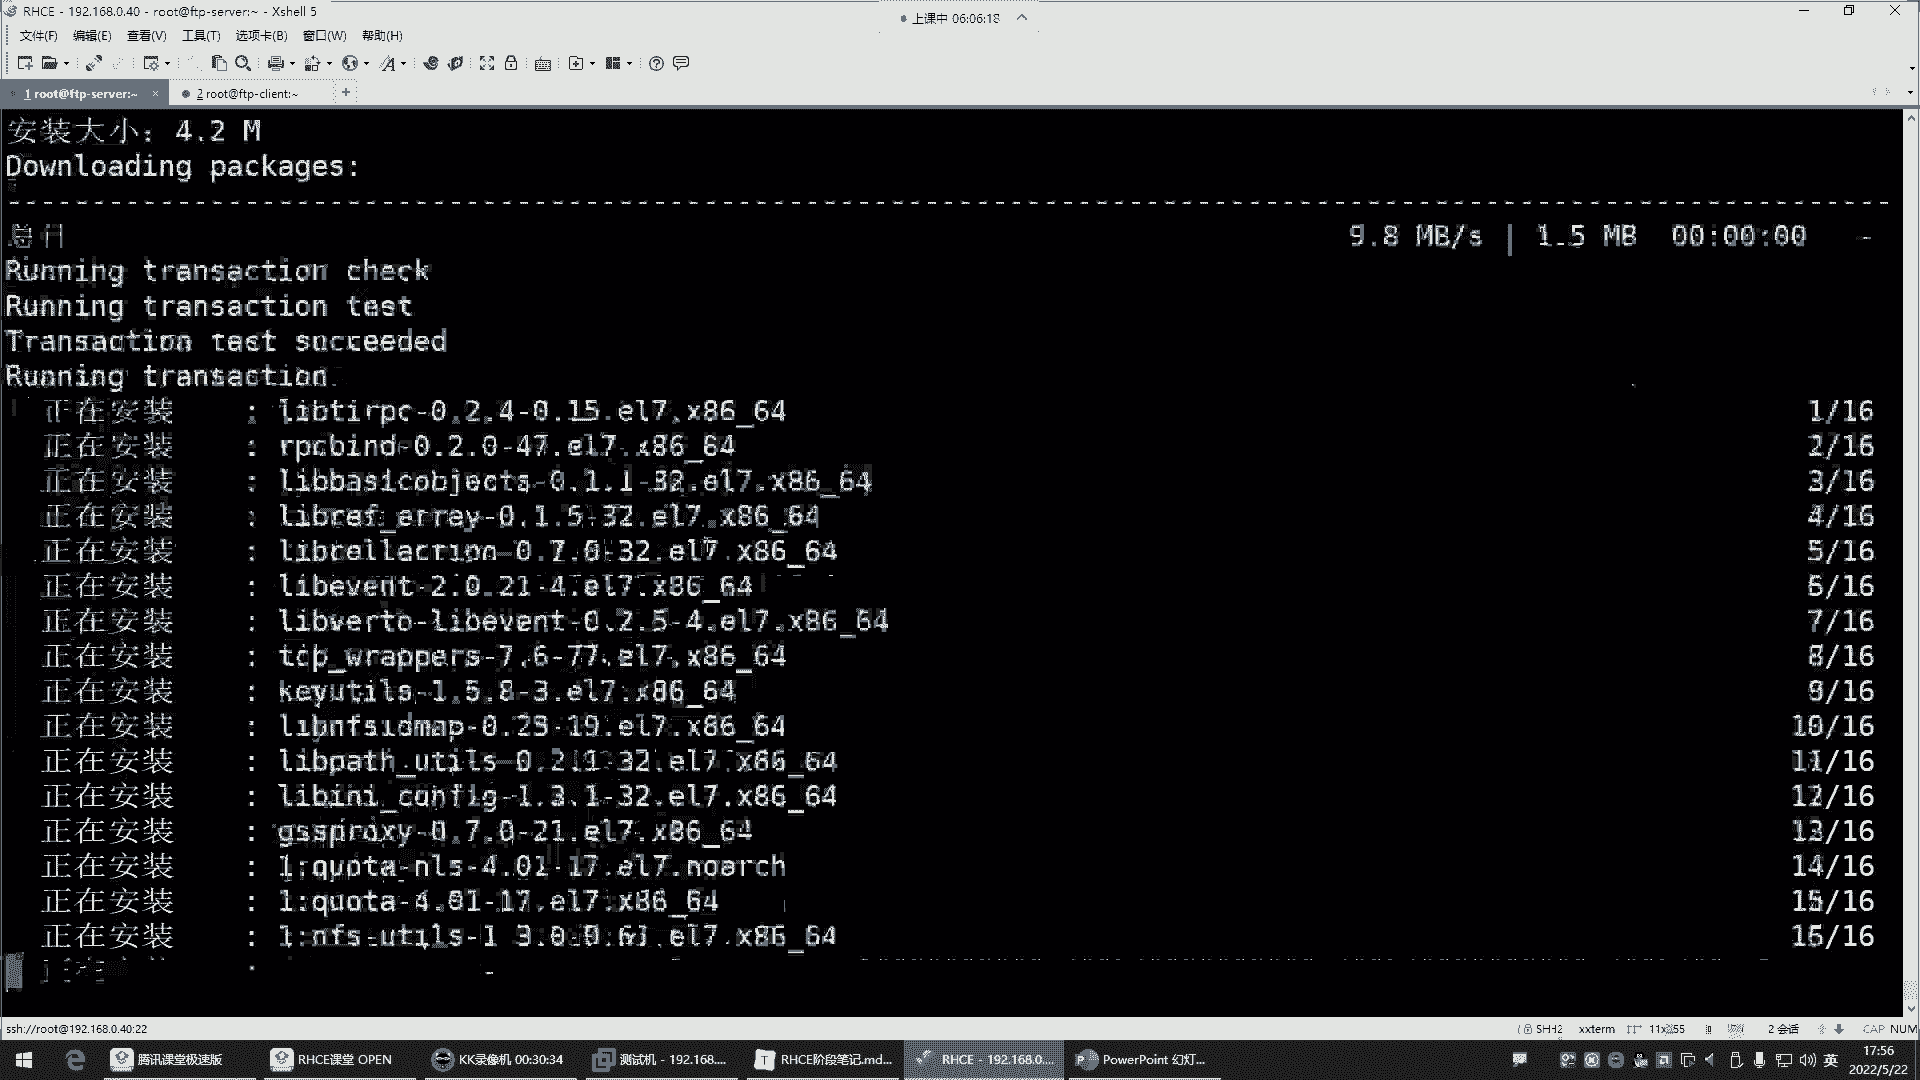 RHCE - 192.168.0.40 - root@ftp-server:~ - Xshell 5
上课中 06:06:18
文件(F) 编辑(E) 查看(V) 工具(T) 选项卡(B) 窗口(W) 帮助(H)
1 root@ftp-server:~ × 2 root@ftp-client:~ +
安装大小：4.2 M
Downloading packages:
--------------------------------------------------------------------------------
9.8 MB/s | 1.5 MB 00:00:00
Running transaction check
Running transaction test
Transaction test succeeded
Running transaction
正在安装 : libtirpc-0.2.4-0.15.el7.x86_64 1/16
正在安装 : rpcbind-0.2.0-47.el7.x86_64 2/16
正在安装 : libbasicobjects-0.1.1-32.el7.x86_64 3/16
正在安装 : libref_array-0.1.5-32.el7.x86_64 4/16
正在安装 : libcollection-0.7.0-32.el7.x86_64 5/16
正在安装 : libevent-2.0.21-4.el7.x86_64 6/16
正在安装 : libverto-libevent-0.2.5-4.el7.x86_64 7/16
正在安装 : tcp_wrappers-7.6-77.el7.x86_64 8/16
正在安装 : keyutils-1.5.8-3.el7.x86_64 9/16
正在安装 : libnfsidmap-0.25-19.el7.x86_64 10/16
正在安装 : libpath_utils-0.2.1-32.el7.x86_64 11/16
正在安装 : libini_config-1.3.1-32.el7.x86_64 12/16
正在安装 : gssproxy-0.7.0-21.el7.x86_64 13/16
正在安装 : 1:quota-nls-4.01-17.el7.noarch 14/16
正在安装 : 1:quota-4.01-17.el7.x86_64 15/16
正在安装 : 1:nfs-utils-1.3.0-0.61.el7.x86_64 16/16
ssh://root@192.168.0.40:22
SSH2 xterm 2 会话 CAP NUM
腾讯课堂极速版 RHCE课堂 OPEN KK录像机 00:30:34 测试机 - 192.168.... RHCE阶段笔记.md... RHCE - 192.168.0.... PowerPoint 幻灯... 英 17:56
2022/5/22